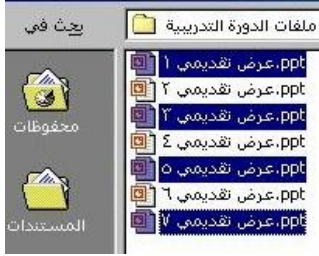 بحث في
ملفات الدورة التدريبية
عرض تقديمي ١.ppt
عرض تقديمي ٢.ppt
عرض تقديمي ٣.ppt
عرض تقديمي ٤.ppt
عرض تقديمي ٥.ppt
عرض تقديمي ٦.ppt
عرض تقديمي ٧.ppt
محفوظات
المستندات